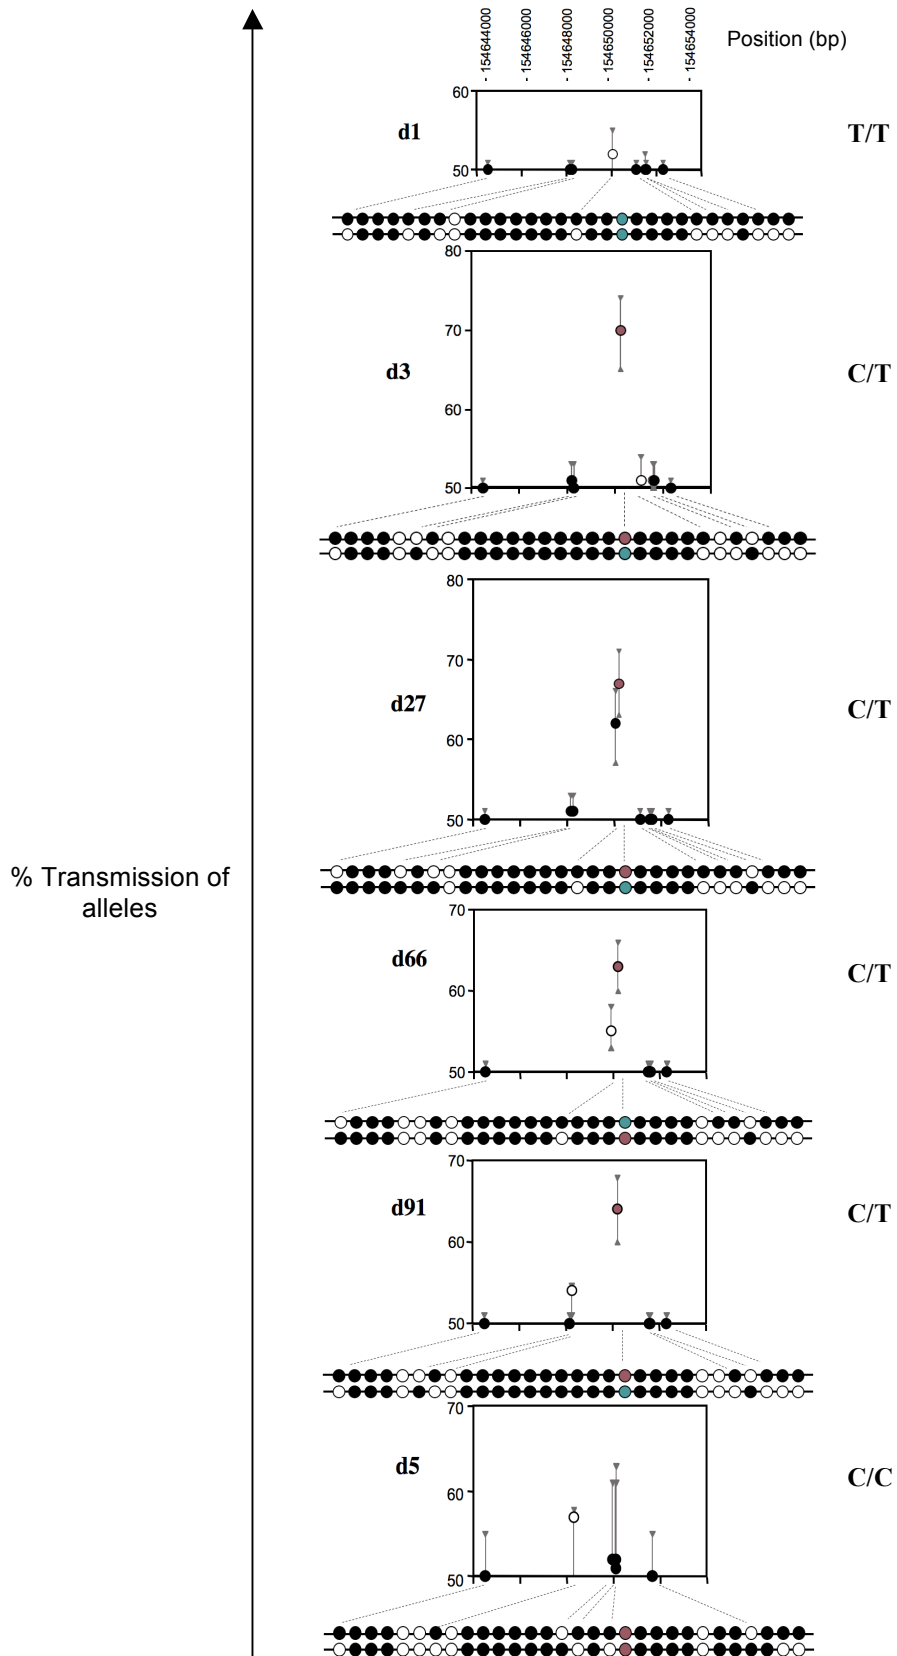 154644000
154646000
154648000
154650000
154652000
154654000
Position (bp)
60
d1
T/T
50
80
70
d3
C/T
60
50
80
70
d27
C/T
60
50
% Transmission of
alleles
70
d66
C/T
60
50
70
d91
C/T
60
50
70
d5
C/C
60
50